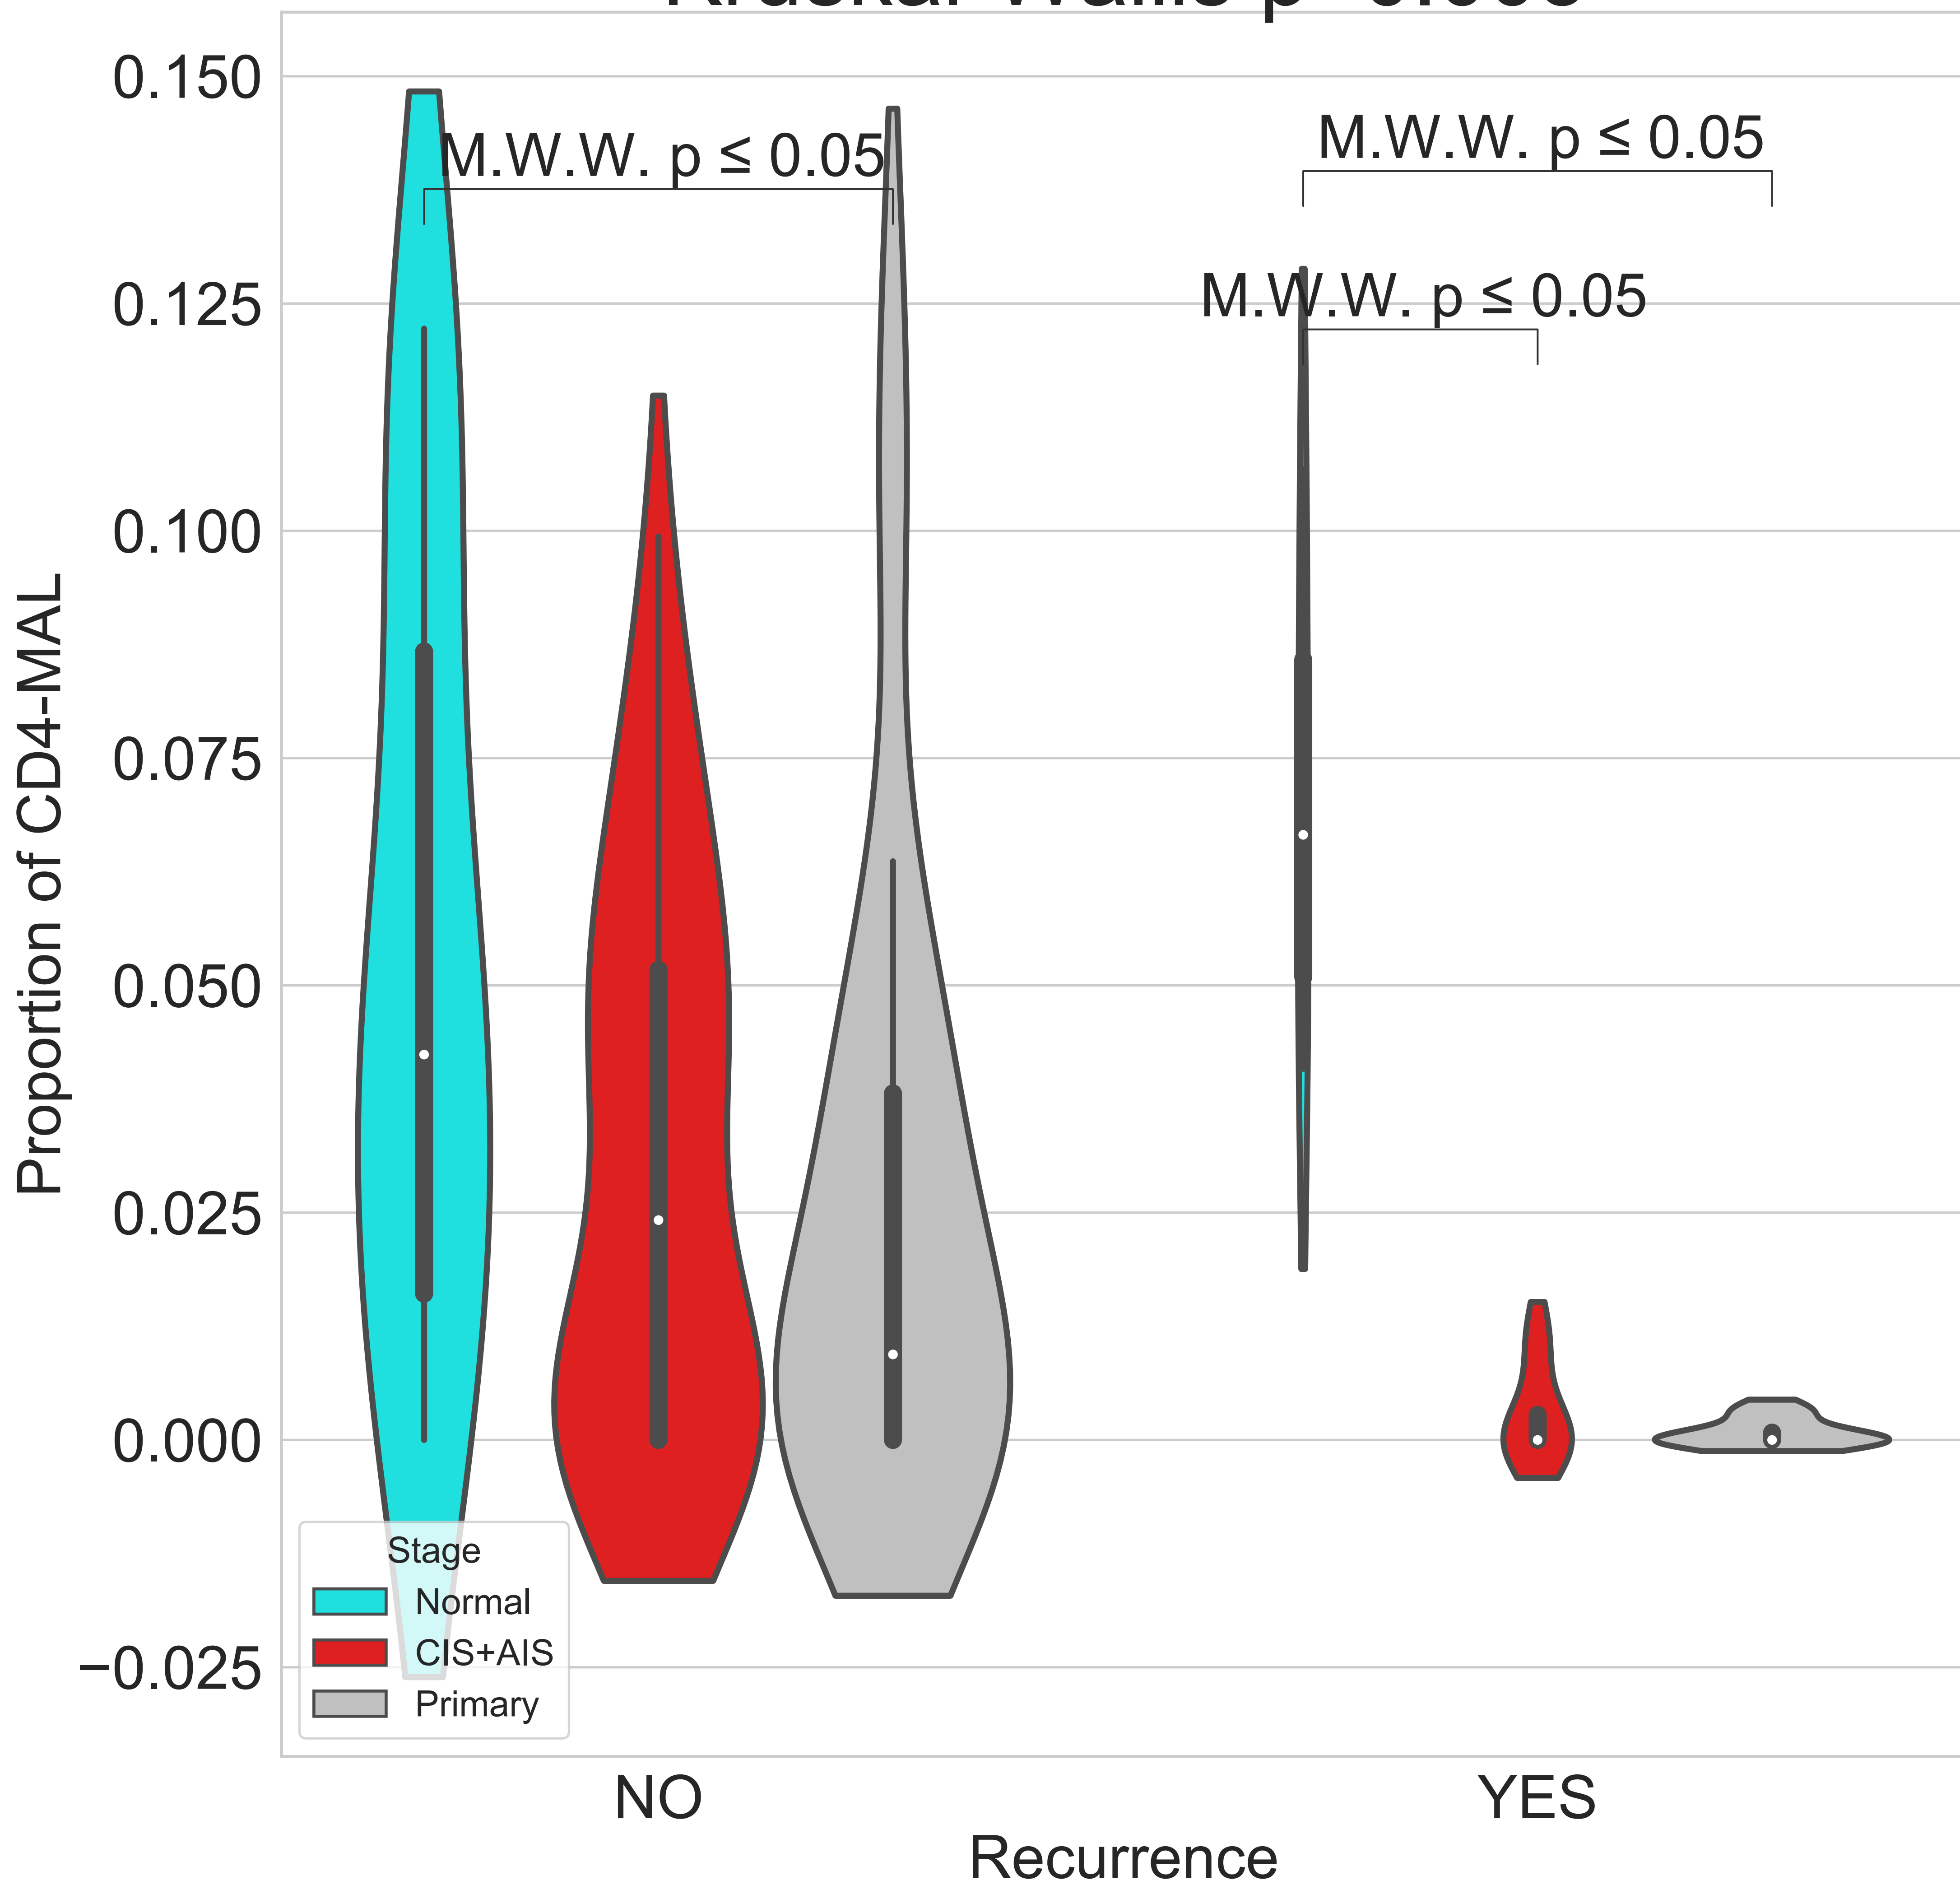 0.150
0.125
0.100
0.075
0.050
0.025
0.000
−0.025
Proportion of CD4-MAL
M.W.W. p ≤ 0.05
M.W.W. p ≤ 0.05
M.W.W. p ≤ 0.05
Stage
Normal
CIS+AIS
Primary
NO
YES
Recurrence